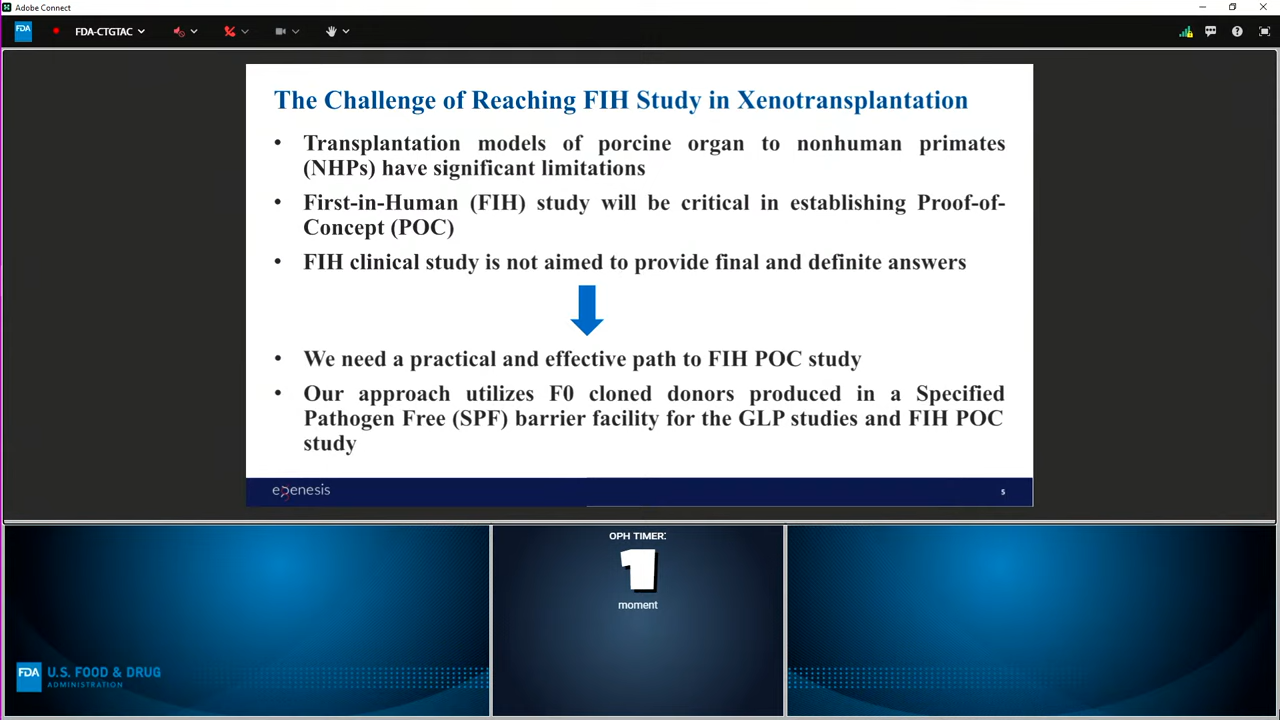 Adobe Connect
FDA
FDA-CTGTAC
The Challenge of Reaching FIH Study in Xenotransplantation
• Transplantation models of porcine organ to nonhuman primates
(NHPs) have significant limitations
• First-in-Human (FIH) study will be critical in establishing Proof-of-
Concept (POC)
• FIH clinical study is not aimed to provide final and definite answers
• We need a practical and effective path to FIH POC study
• Our approach utilizes F0 cloned donors produced in a Specified
Pathogen Free (SPF) barrier facility for the GLP studies and FIH POC
study
egenesis
5
OPH TIMER:
1
moment
FDA U.S. FOOD & DRUG
ADMINISTRATION